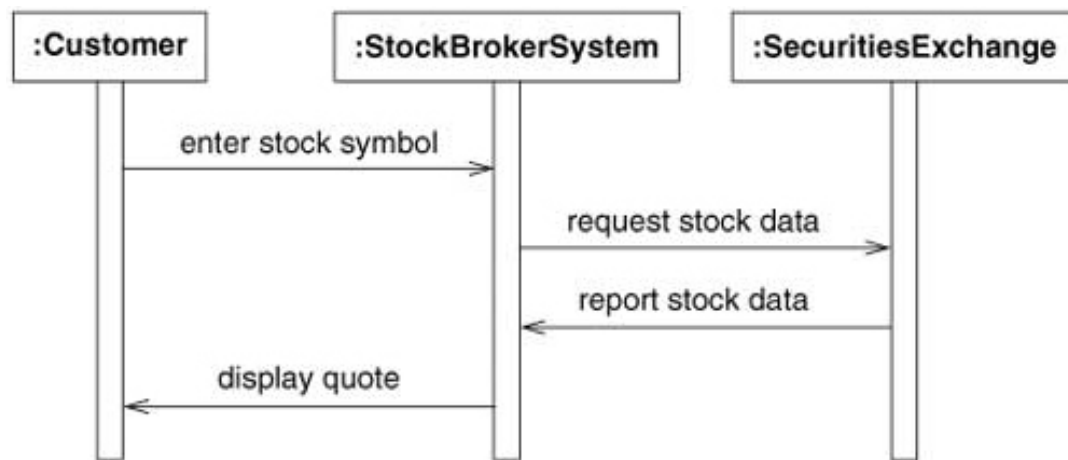 :Customer
:StockBrokerSystem
:SecuritiesExchange
enter stock symbol
request stock data
report stock data
display quote